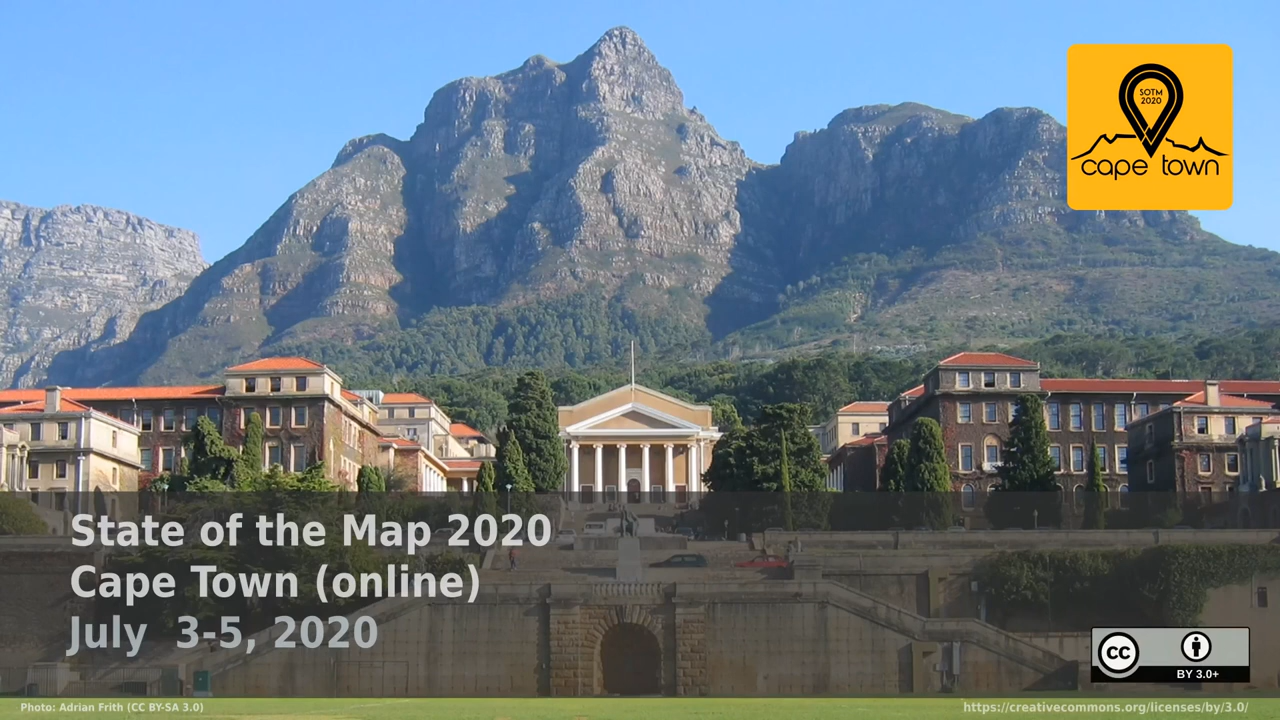 SOTM
2020
cape town
State of the Map 2020
Cape Town (online)
July 3-5, 2020
cc
BY 3.0+
Photo: Adrian Frith (CC BY-SA 3.0)
https://creativecommons.org/licenses/by/3.0/